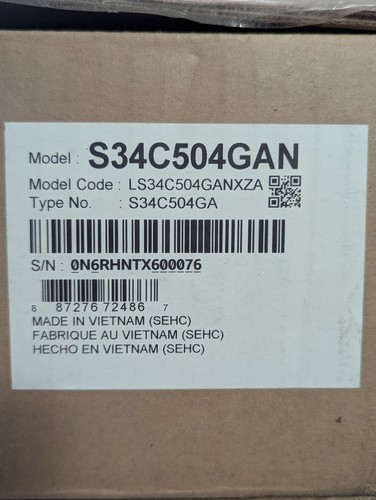 Model : S34C504GAN
Model Code : LS34C504GANXZA
Type No. : S34C504GA
S/N : 0N6RHNTX600076
8 87276 72486 7
MADE IN VIETNAM (SEHC)
FABRIQUE AU VIETNAM (SEHC)
HECHO EN VIETNAM (SEHC)